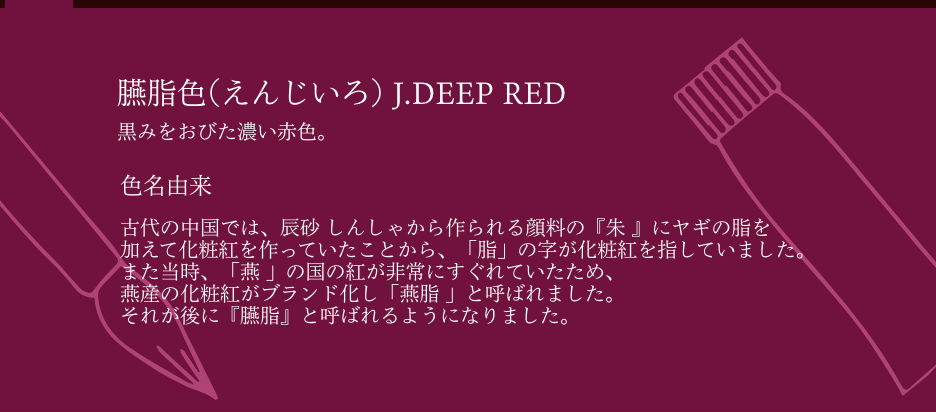 臙脂色（えんじいろ） J.DEEP RED
黒みをおびた濃い赤色。
色名由来
古代の中国では、辰砂 しんしゃから作られる顔料の『朱 』にヤギの脂を
加えて化粧紅を作っていたことから、「脂」の字が化粧紅を指していました。
また当時、「燕 」の国の紅が非常にすぐれていたため、
燕産の化粧紅がブランド化し「燕脂 」と呼ばれました。
それが後に『臙脂』と呼ばれるようになりました。